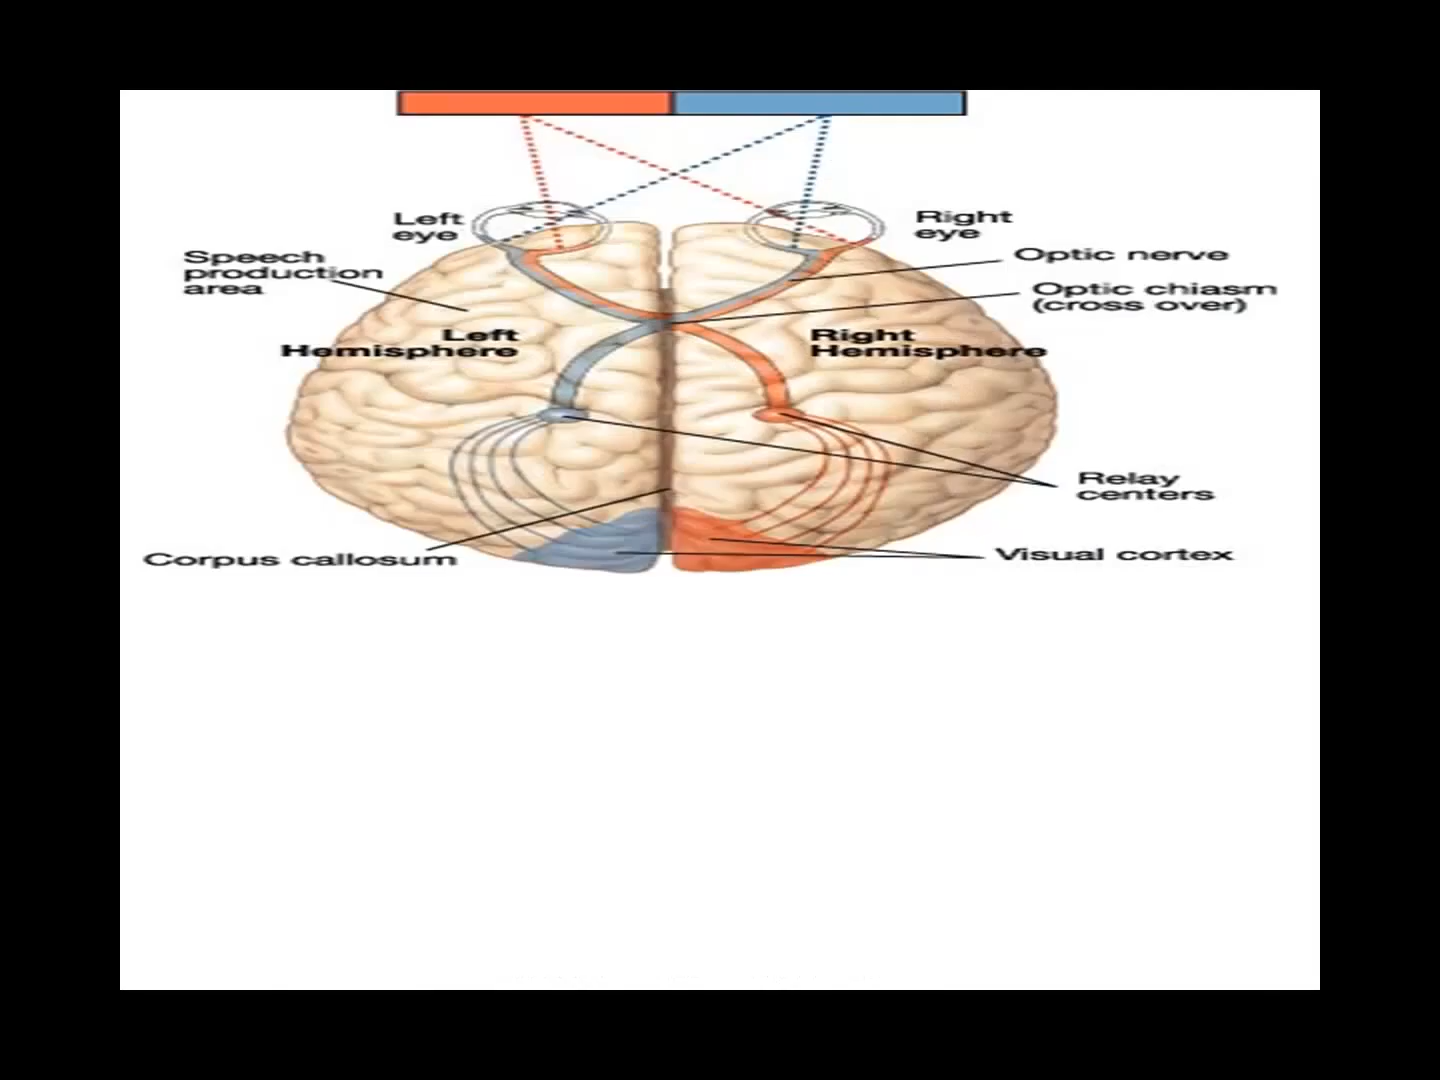 Left
eye
Right
eye
Speech
production
area
Optic nerve
Optic chiasm
(cross over)
Left
Hemisphere
Right
Hemisphere
Relay
centers
Corpus callosum
Visual cortex